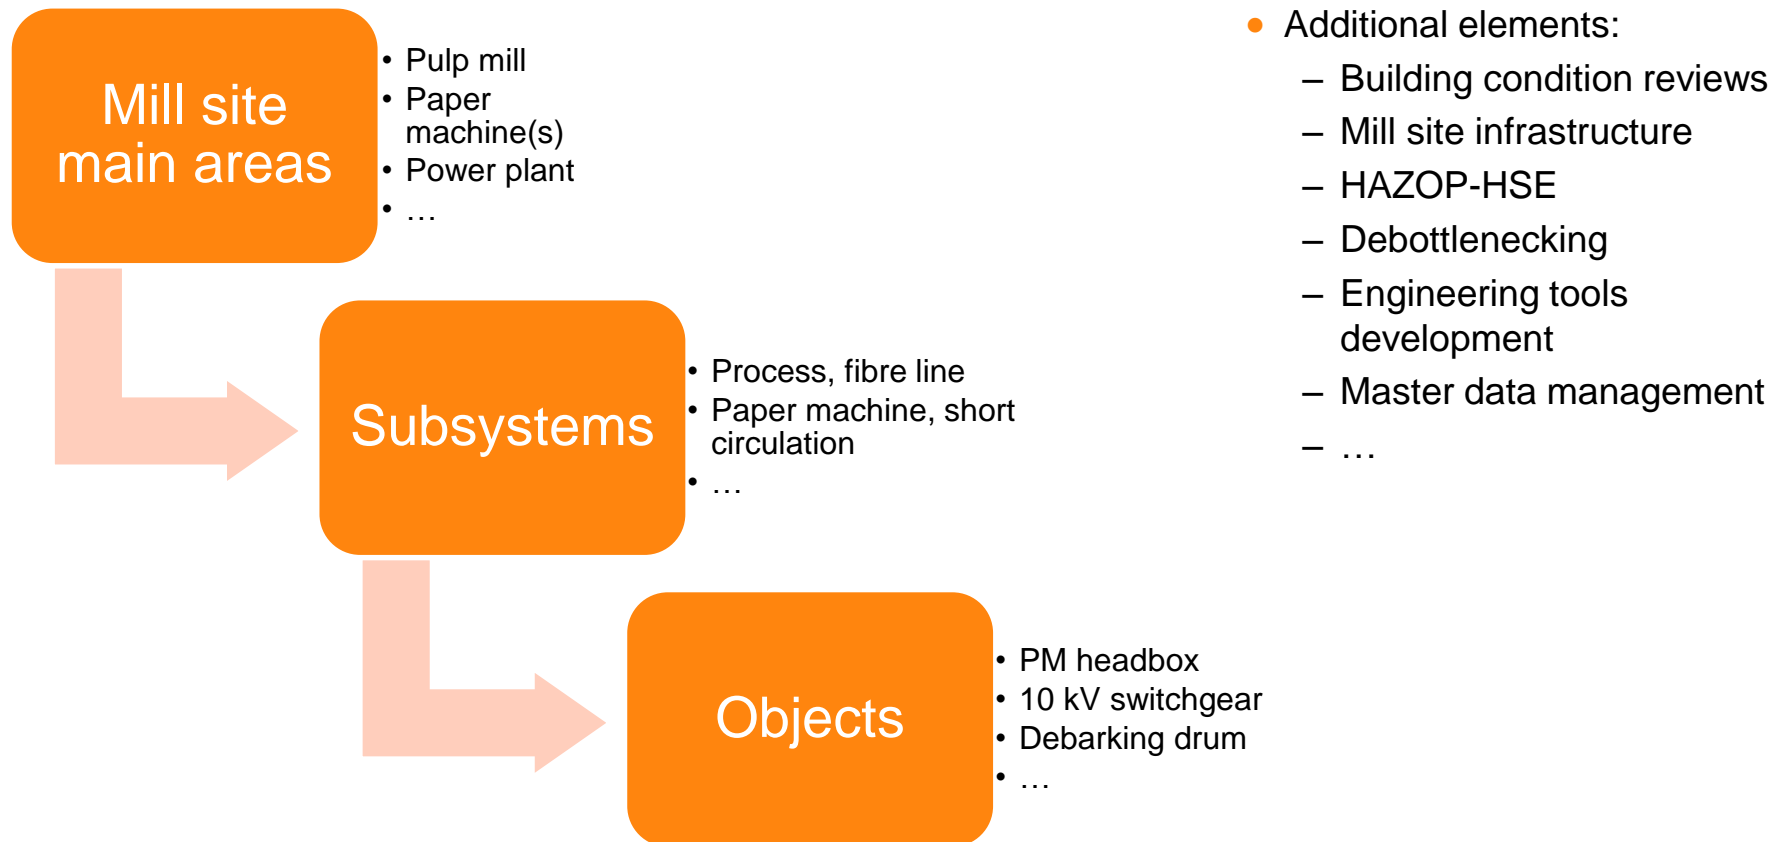 Mill site
main areas
• Pulp mill
• Paper
machine(s)
• Power plant
• …
Subsystems
• Process, fibre line
• Paper machine, short
circulation
• …
Objects
• PM headbox
• 10 kV switchgear
• Debarking drum
• …
• Additional elements:
– Building condition reviews
– Mill site infrastructure
– HAZOP-HSE
– Debottlenecking
– Engineering tools
development
– Master data management
– …